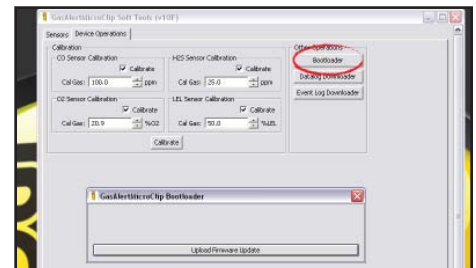 GasAlertMicroClip Soft Tools (v10F)
Sensors Device Operations
Calibration
CO Sensor Calibration
Calibrate
Cal Gas: 100.0 ppm
H2S Sensor Calibration
Calibrate
Cal Gas: 25.0 ppm
O2 Sensor Calibration
Calibrate
Cal Gas: 20.9 %O2
LEL Sensor Calibration
Calibrate
Cal Gas: 50.0 %LEL
Calibrate
Other Operations
Bootloader
Datalog Downloader
Event Log Downloader
GasAlertMicroClip Bootloader
Upload Firmware Update